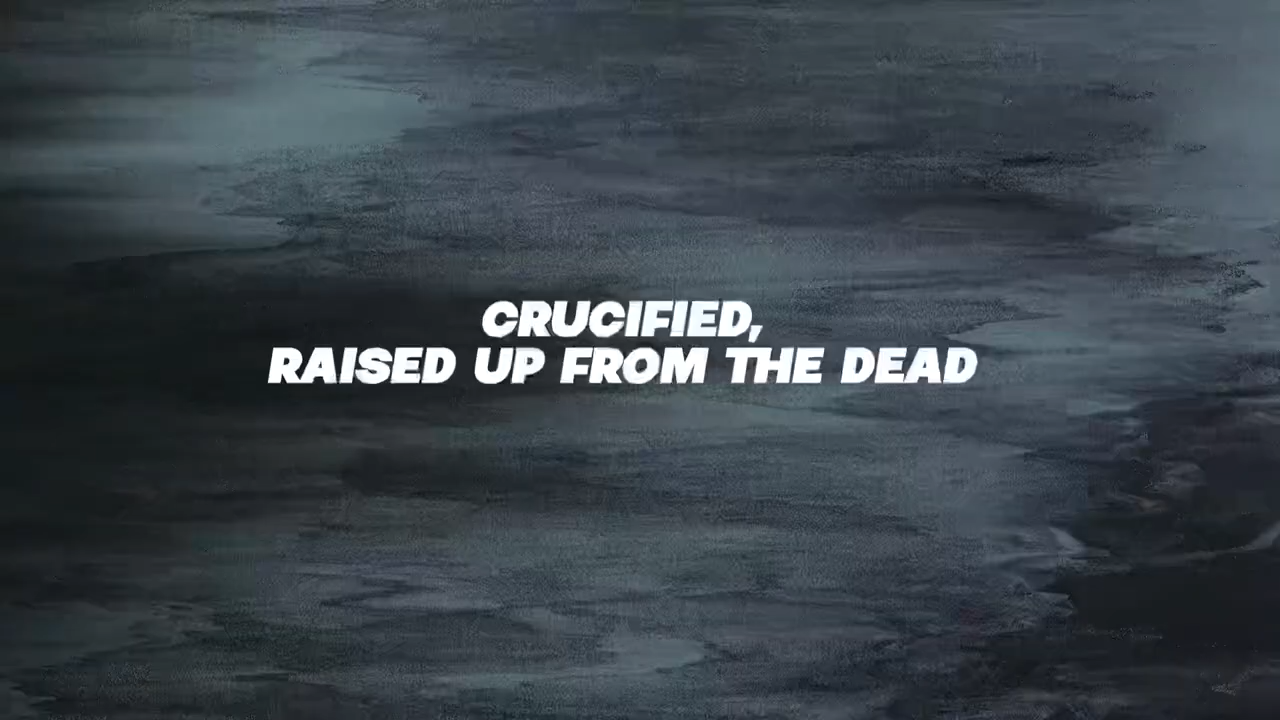 CRUCIFIED,
RAISED UP FROM THE DEAD